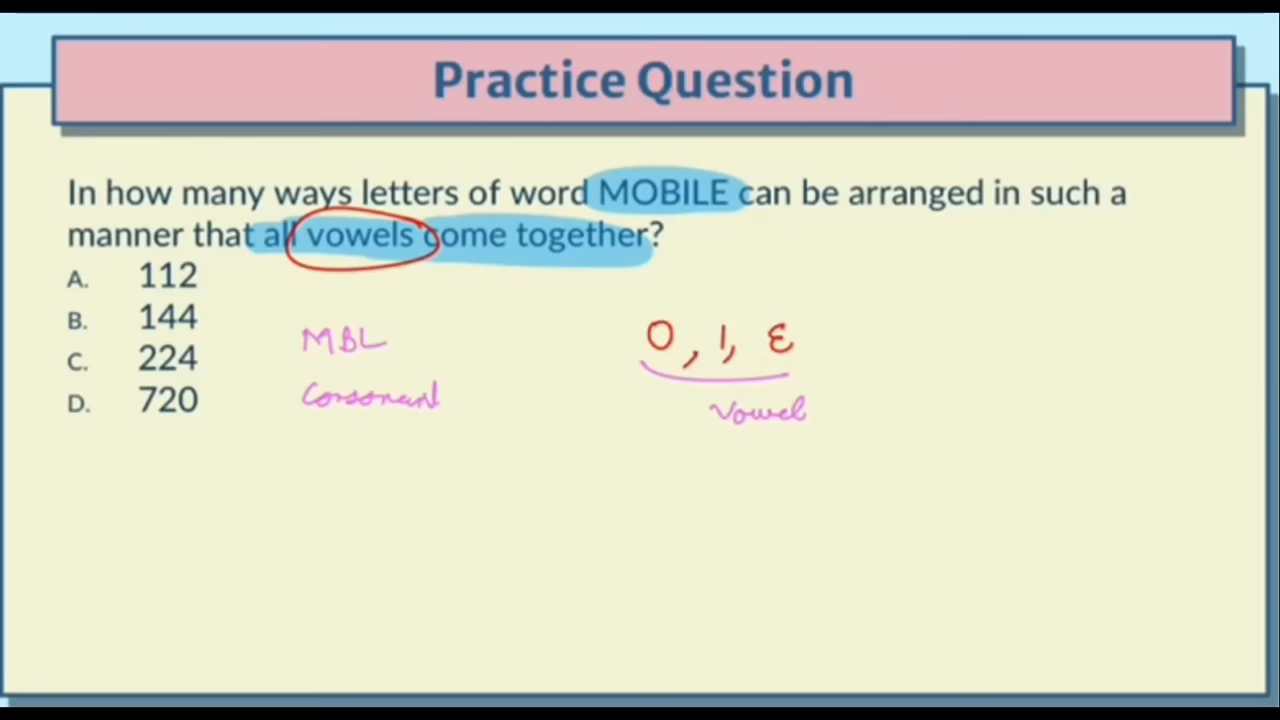 Practice Question
In how many ways letters of word MOBILE can be arranged in such a
manner that all vowels come together?
A. 112
B. 144
C. 224
D. 720
MBL
O, I, E
Consonant
Vowel